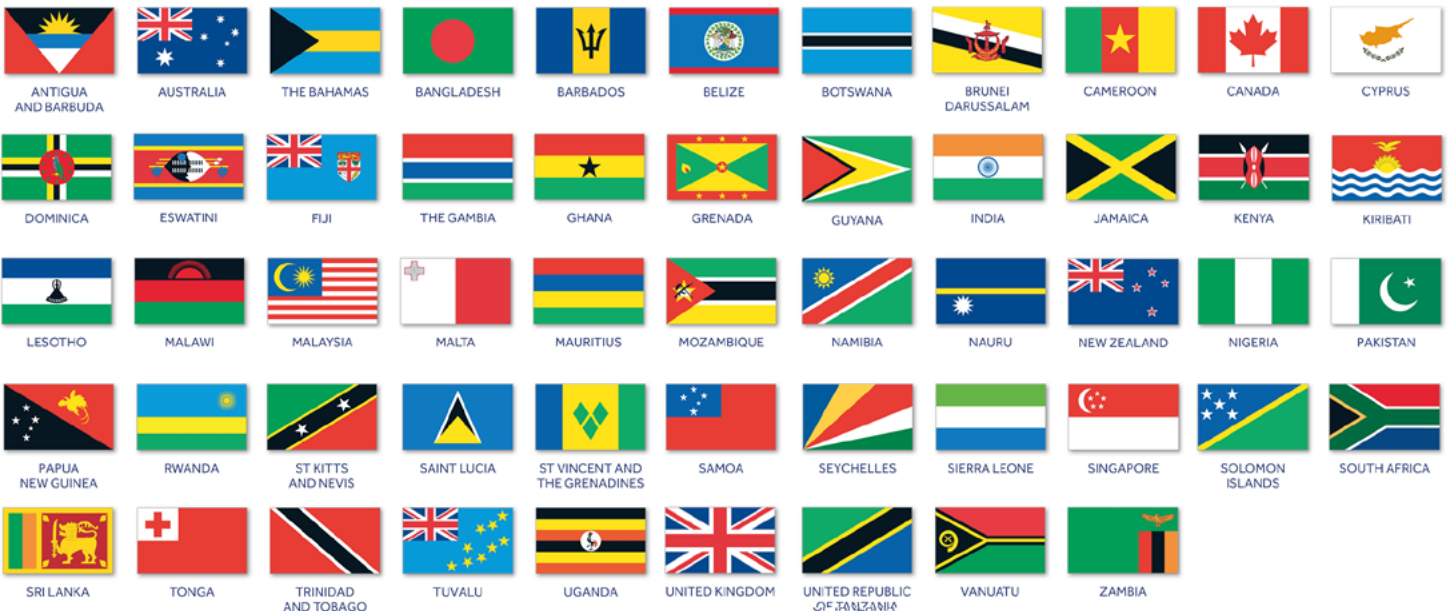 ANTIGUA
AND BARBUDA
AUSTRALIA
THE BAHAMAS
BANGLADESH
BARBADOS
BELIZE
BOTSWANA
BRUNEI
DARUSSALAM
CAMEROON
CANADA
CYPRUS
DOMINICA
ESWATINI
FIJI
THE GAMBIA
GHANA
GRENADA
GUYANA
INDIA
JAMAICA
KENYA
KIRIBATI
LESOTHO
MALAWI
MALAYSIA
MALTA
MAURITIUS
MOZAMBIQUE
NAMIBIA
NAURU
NEW ZEALAND
NIGERIA
PAKISTAN
PAPUA
NEW GUINEA
RWANDA
ST KITTS
AND NEVIS
SAINT LUCIA
ST VINCENT AND
THE GRENADINES
SAMOA
SEYCHELLES
SIERRA LEONE
SINGAPORE
SOLOMON
ISLANDS
SOUTH AFRICA
SRI LANKA
TONGA
TRINIDAD
AND TOBAGO
TUVALU
UGANDA
UNITED KINGDOM
UNITED REPUBLIC
OF TANZANIA
VANUATU
ZAMBIA